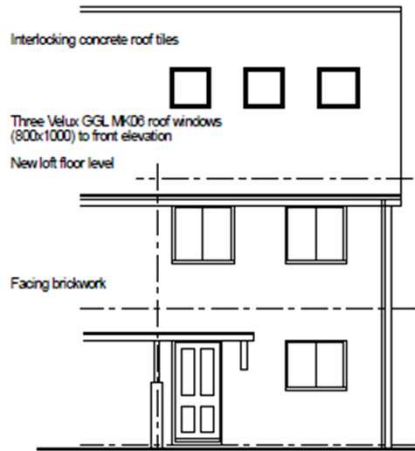 Interlocking concrete roof tiles
Three Velux GGL MK06 roof windows
(800x1000) to front elevation
New loft floor level
Facing brickwork